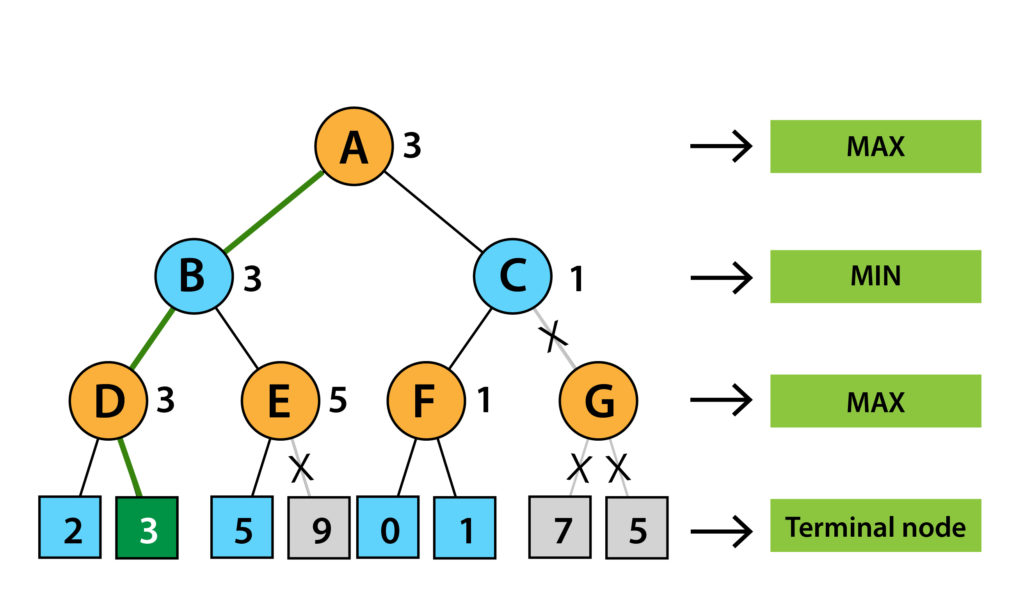 A 3 MAX
B 3 C 1 MIN
X
D 3 E 5 F 1 G MAX
X X X
2 3 5 9 0 1 7 5 Terminal node